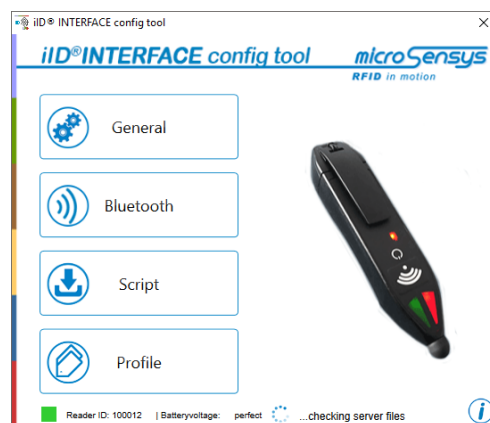 iID® INTERFACE config tool
iID®INTERFACE config tool
microSensys
RFID in motion
General
Bluetooth
Script
Profile
Reader ID: 100012 | Batteryvoltage: perfect ...checking server files
i